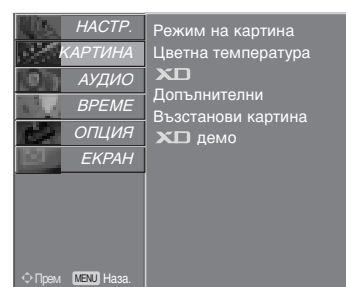 НАСТР.
КАРТИНА
АУДИО
ВРЕМЕ
ОПЦИЯ
ЕКРАН
Режим на картина
Цветна температура
XD
Допълнителни
Възстанови картина
XD демо
Прем MENU Наза.